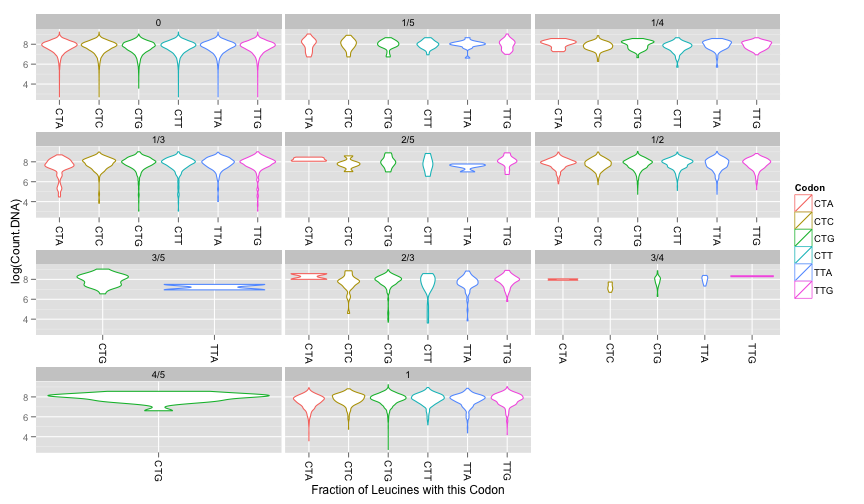 0 1/5 1/4
8
6
4
CTA CTC CTG CTT TTA TTG CTA CTC CTG CTT TTA TTG CTA CTC CTG CTT TTA TTG
1/3 2/5 1/2
8
6
4
CTA CTC CTG CTT TTA TTG CTA CTC CTG CTT TTA TTG CTA CTC CTG CTT TTA TTG
3/5 2/3 3/4
8
6
4
CTG TTA CTA CTC CTG CTT TTA TTG CTA CTC CTG TTA TTG
4/5 1
8
6
4
CTG CTA CTC CTG CTT TTA TTG
log(Count.DNA)
Fraction of Leucines with this Codon
Codon
CTA
CTC
CTG
CTT
TTA
TTG